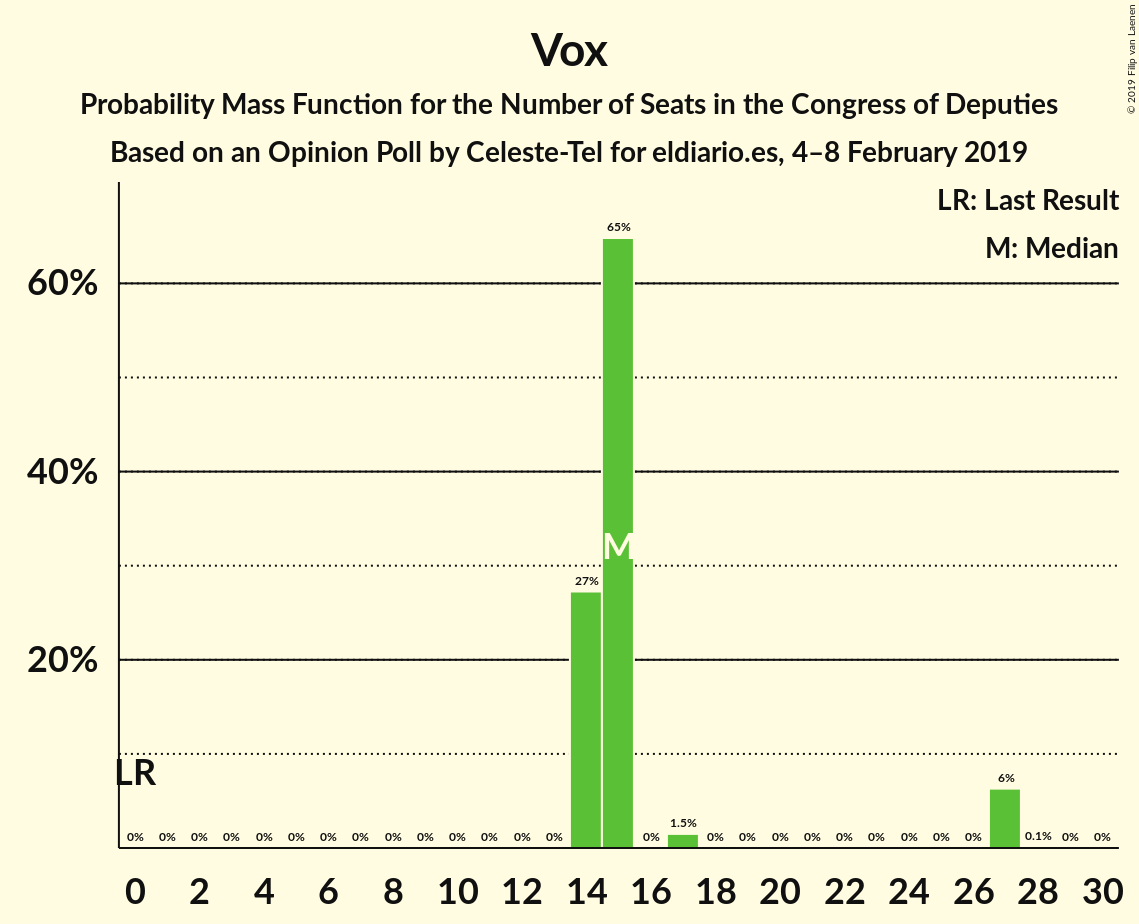 Vox
Probability Mass Function for the Number of Seats in the Congress of Deputies
Based on an Opinion Poll by Celeste-Tel for eldiario.es, 4–8 February 2019
© 2019 Filip van Laenen
LR: Last Result
M: Median
60%
40%
20%
65%
M
27%
LR
0% 0% 0% 0% 0% 0% 0% 0% 0% 0% 0% 0% 0% 0% 0% 1.5% 0% 0% 0% 0% 0% 0% 0% 0% 0% 6% 0.1% 0% 0%
0 2 4 6 8 10 12 14 16 18 20 22 24 26 28 30